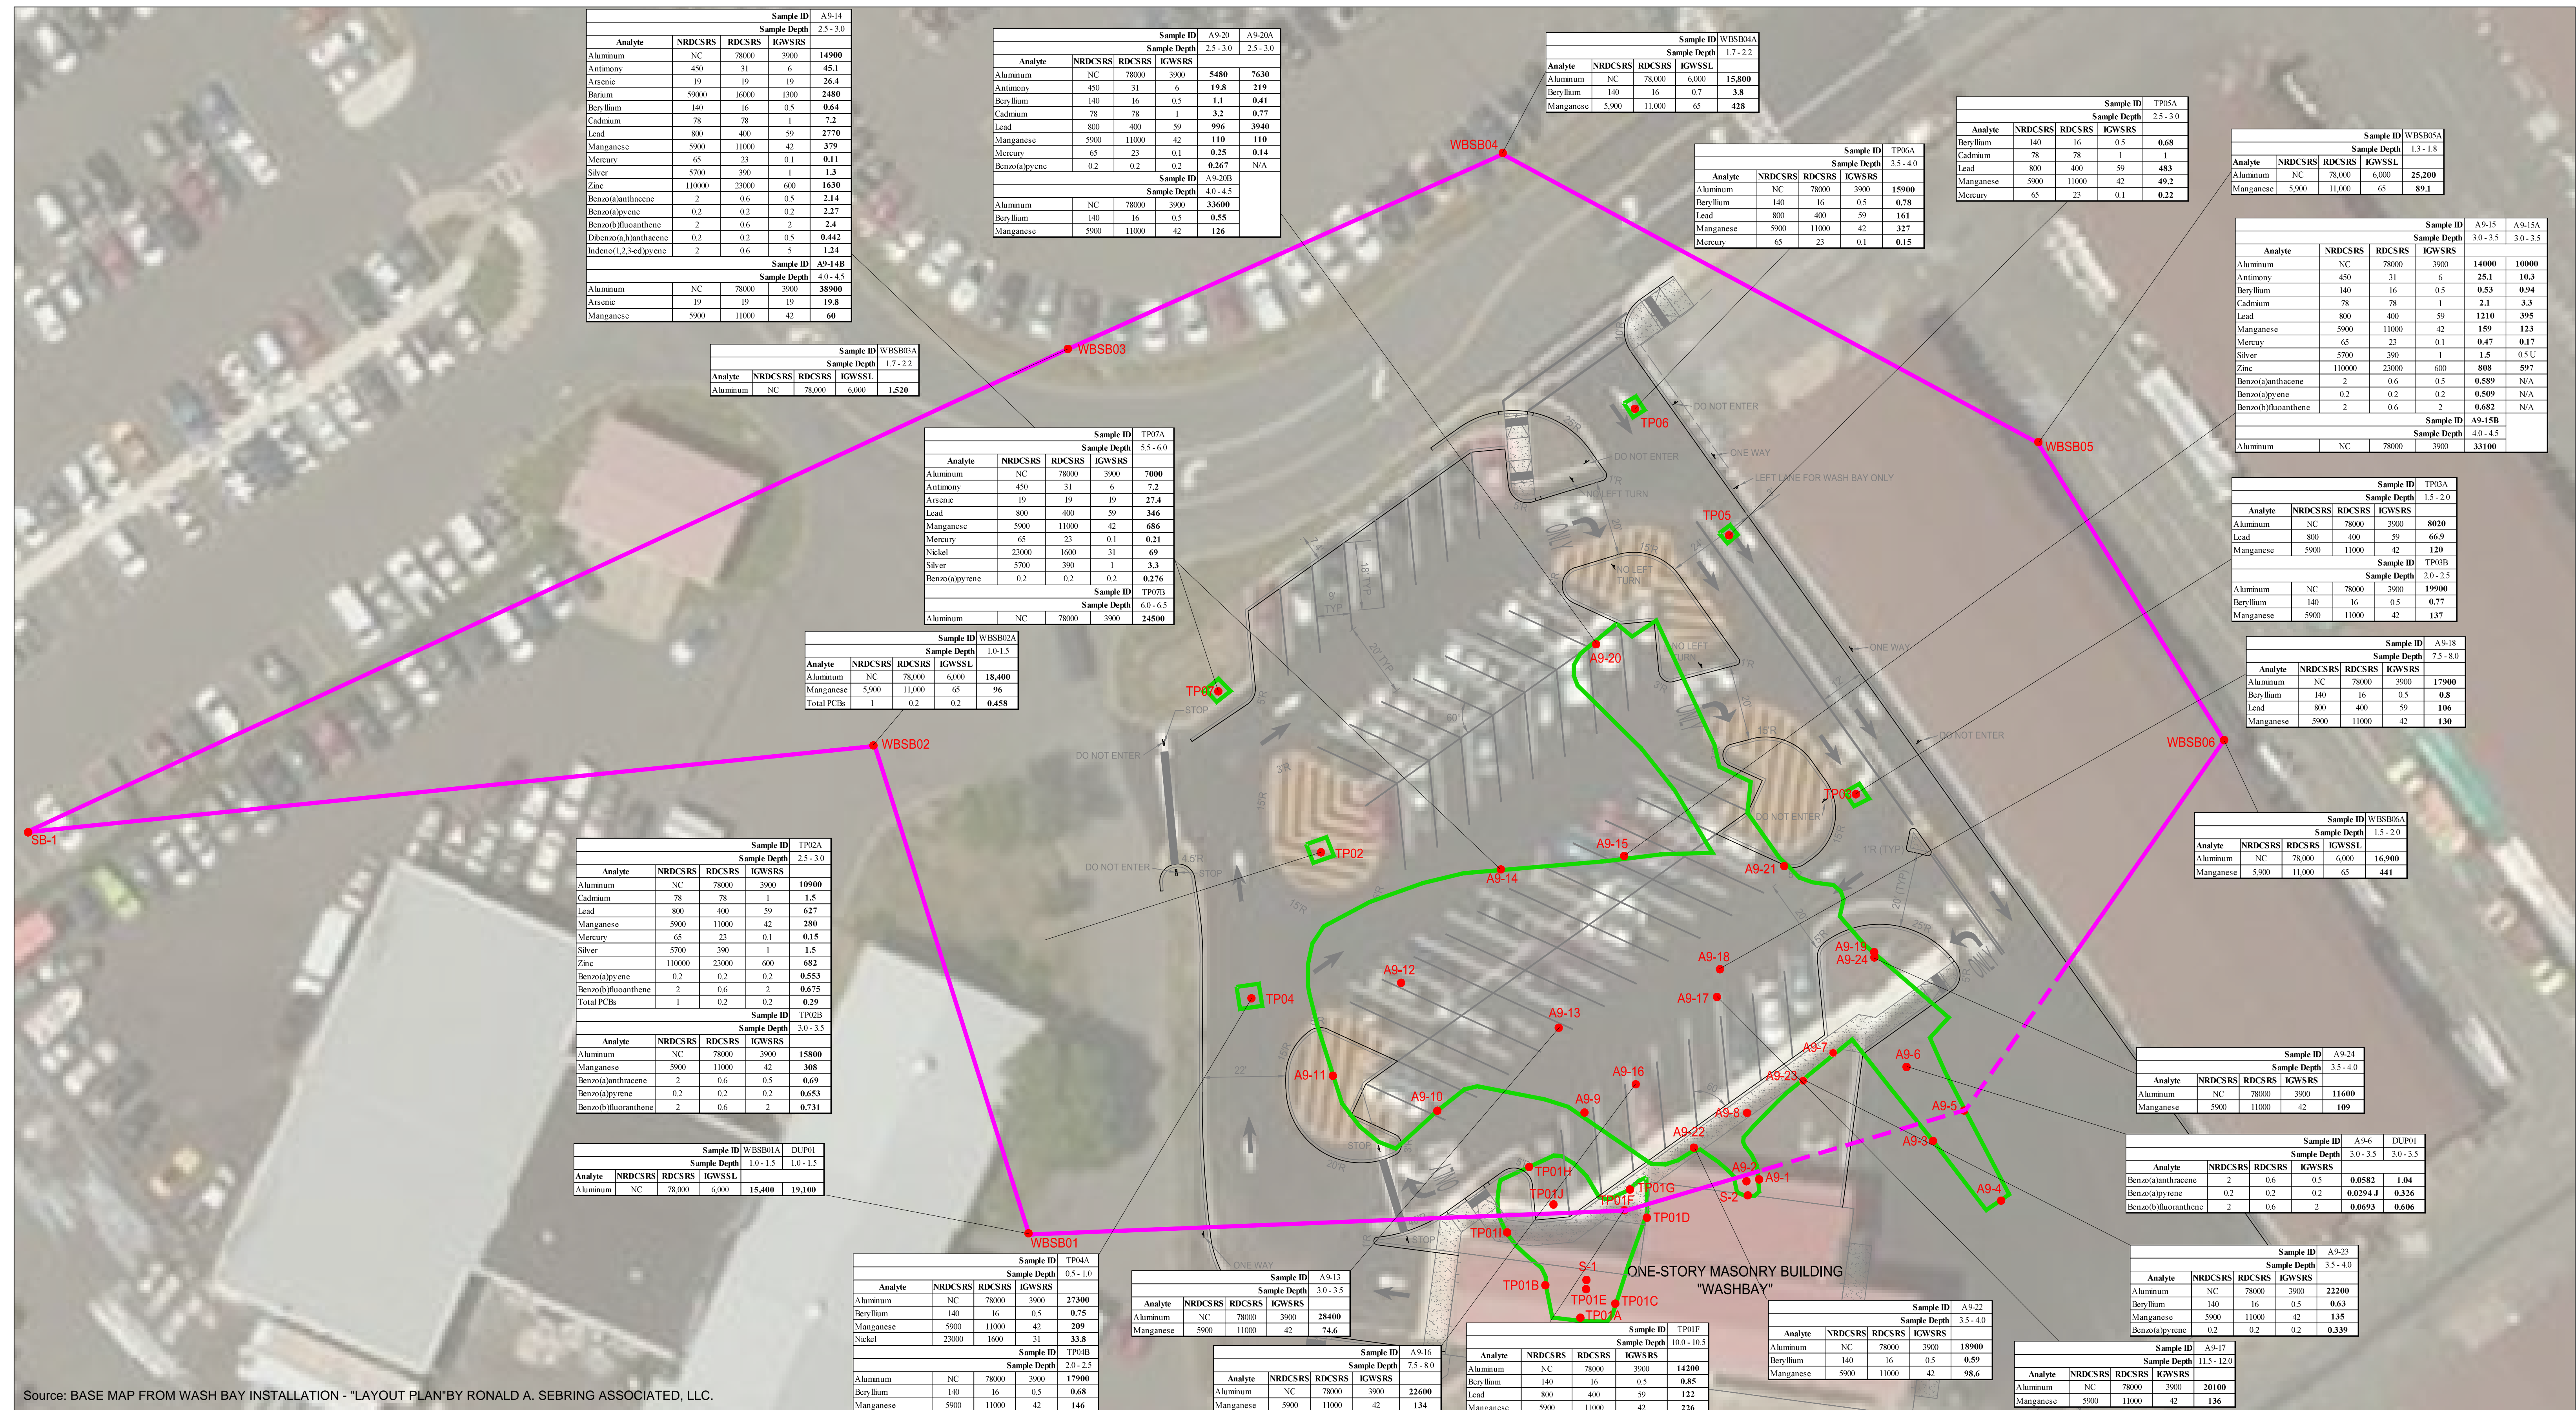 Sample ID A9-14
Sample Depth 2.5 - 3.0
Analyte NRDCSRS RDCSRS IGWSRS
Aluminum NC 78000 3900 14900
Antimony 450 31 6 45.1
Arsenic 19 19 19 26.4
Barium 59000 16000 1300 2480
Beryllium 140 16 0.5 0.64
Cadmium 78 78 1 7.2
Lead 800 400 59 2770
Manganese 5900 11000 42 379
Mercury 65 23 0.1 0.11
Silver 5700 390 1 1.3
Zinc 110000 23000 600 1630
Benzo(a)anthacene 2 0.6 0.5 2.14
Benzo(a)pyene 0.2 0.2 0.2 2.27
Benzo(b)fluoanthene 2 0.6 2 2.4
Dibenzo(a,h)anthacene 0.2 0.2 0.5 0.442
Indeno(1,2,3-cd)pyene 2 0.6 5 1.24
Sample ID A9-14B
Sample Depth 4.0 - 4.5
Aluminum NC 78000 3900 38900
Arsenic 19 19 19 19.8
Manganese 5900 11000 42 60
Sample ID A9-20 A9-20A
Sample Depth 2.5 - 3.0 2.5 - 3.0
Analyte NRDCSRS RDCSRS IGWSRS
Aluminum NC 78000 3900 5480 7630
Antimony 450 31 6 19.8 219
Beryllium 140 16 0.5 1.1 0.41
Cadmium 78 78 1 3.2 0.77
Lead 800 400 59 996 3940
Manganese 5900 11000 42 110 110
Mercury 65 23 0.1 0.25 0.14
Benzo(a)pyene 0.2 0.2 0.2 0.267 N/A
Sample ID A9-20B
Sample Depth 4.0 - 4.5
Aluminum NC 78000 3900 33600
Beryllium 140 16 0.5 0.55
Manganese 5900 11000 42 126
Sample ID WBSB04A
Sample Depth 1.7 - 2.2
Analyte NRDCSRS RDCSRS IGWSSL
Aluminum NC 78,000 6,000 15,800
Beryllium 140 16 0.7 3.8
Manganese 5,900 11,000 65 428
Sample ID TP06A
Sample Depth 3.5 - 4.0
Analyte NRDCSRS RDCSRS IGWSRS
Aluminum NC 78000 3900 15900
Beryllium 140 16 0.5 0.78
Lead 800 400 59 161
Manganese 5900 11000 42 327
Mercury 65 23 0.1 0.15
Sample ID TP05A
Sample Depth 2.5 - 3.0
Analyte NRDCSRS RDCSRS IGWSRS
Beryllium 140 16 0.5 0.68
Cadmium 78 78 1 1
Lead 800 400 59 483
Manganese 5900 11000 42 49.2
Mercury 65 23 0.1 0.22
Sample ID WBSB05A
Sample Depth 1.3 - 1.8
Analyte NRDCSRS RDCSRS IGWSSL
Aluminum NC 78,000 6,000 25,200
Manganese 5,900 11,000 65 89.1
Sample ID A9-15 A9-15A
Sample Depth 3.0 - 3.5 3.0 - 3.5
Analyte NRDCSRS RDCSRS IGWSRS
Aluminum NC 78000 3900 14000 10000
Antimony 450 31 6 25.1 10.3
Beryllium 140 16 0.5 0.53 0.94
Cadmium 78 78 1 2.1 3.3
Lead 800 400 59 1210 395
Manganese 5900 11000 42 159 123
Mercuy 65 23 0.1 0.47 0.17
Silver 5700 390 1 1.5 0.5 U
Zinc 110000 23000 600 808 597
Benzo(a)anthacene 2 0.6 0.5 0.589 N/A
Benzo(a)pyene 0.2 0.2 0.2 0.509 N/A
Benzo(b)fluoanthene 2 0.6 2 0.682 N/A
Sample ID A9-15B
Sample Depth 4.0 - 4.5
Aluminum NC 78000 3900 33100
Sample ID WBSB03A
Sample Depth 1.7 - 2.2
Analyte NRDCSRS RDCSRS IGWSSL
Aluminum NC 78,000 6,000 1,520
Sample ID TP07A
Sample Depth 5.5 - 6.0
Analyte NRDCSRS RDCSRS IGWSRS
Aluminum NC 78000 3900 7000
Antimony 450 31 6 7.2
Arsenic 19 19 19 27.4
Lead 800 400 59 346
Manganese 5900 11000 42 686
Mercury 65 23 0.1 0.21
Nickel 23000 1600 31 69
Silver 5700 390 1 3.3
Benzo(a)pyrene 0.2 0.2 0.2 0.276
Sample ID TP07B
Sample Depth 6.0 - 6.5
Aluminum NC 78000 3900 24500
Sample ID TP03A
Sample Depth 1.5 - 2.0
Analyte NRDCSRS RDCSRS IGWSRS
Aluminum NC 78000 3900 8020
Lead 800 400 59 66.9
Manganese 5900 11000 42 120
Sample ID TP03B
Sample Depth 2.0 - 2.5
Aluminum NC 78000 3900 19900
Beryllium 140 16 0.5 0.77
Manganese 5900 11000 42 137
Sample ID WBSB02A
Sample Depth 1.0-1.5
Analyte NRDCSRS RDCSRS IGWSSL
Aluminum NC 78,000 6,000 18,400
Manganese 5,900 11,000 65 96
Total PCBs 1 0.2 0.2 0.458
Sample ID A9-18
Sample Depth 7.5 - 8.0
Analyte NRDCSRS RDCSRS IGWSRS
Aluminum NC 78000 3900 17900
Beryllium 140 16 0.5 0.8
Lead 800 400 59 106
Manganese 5900 11000 42 130
Sample ID WBSB06A
Sample Depth 1.5 - 2.0
Analyte NRDCSRS RDCSRS IGWSSL
Aluminum NC 78,000 6,000 16,900
Manganese 5,900 11,000 65 441
Sample ID TP02A
Sample Depth 2.5 - 3.0
Analyte NRDCSRS RDCSRS IGWSRS
Aluminum NC 78000 3900 10900
Cadmium 78 78 1 1.5
Lead 800 400 59 627
Manganese 5900 11000 42 280
Mercury 65 23 0.1 0.15
Silver 5700 390 1 1.5
Zinc 110000 23000 600 682
Benzo(a)pyene 0.2 0.2 0.2 0.553
Benzo(b)fluoanthene 2 0.6 2 0.675
Total PCBs 1 0.2 0.2 0.29
Sample ID TP02B
Sample Depth 3.0 - 3.5
Analyte NRDCSRS RDCSRS IGWSRS
Aluminum NC 78000 3900 15800
Manganese 5900 11000 42 308
Benzo(a)anthracene 2 0.6 0.5 0.69
Benzo(a)pyrene 0.2 0.2 0.2 0.653
Benzo(b)fluoranthene 2 0.6 2 0.731
Sample ID WBSB01A DUP01
Sample Depth 1.0 - 1.5 1.0 - 1.5
Analyte NRDCSRS RDCSRS IGWSSL
Aluminum NC 78,000 6,000 15,400 19,100
Sample ID A9-24
Sample Depth 3.5 - 4.0
Analyte NRDCSRS RDCSRS IGWSRS
Aluminum NC 78000 3900 11600
Manganese 5900 11000 42 109
Sample ID A9-6 DUP01
Sample Depth 3.0 - 3.5 3.0 - 3.5
Analyte NRDCSRS RDCSRS IGWSRS
Benzo(a)anthracene 2 0.6 0.5 0.0582 1.04
Benzo(a)pyrene 0.2 0.2 0.2 0.0294 J 0.326
Benzo(b)fluoranthene 2 0.6 2 0.0693 0.606
Sample ID A9-23
Sample Depth 3.5 - 4.0
Analyte NRDCSRS RDCSRS IGWSRS
Aluminum NC 78000 3900 22200
Beryllium 140 16 0.5 0.63
Manganese 5900 11000 42 135
Benzo(a)pyrene 0.2 0.2 0.2 0.339
Sample ID TP04A
Sample Depth 0.5 - 1.0
Analyte NRDCSRS RDCSRS IGWSRS
Aluminum NC 78000 3900 27300
Beryllium 140 16 0.5 0.75
Manganese 5900 11000 42 209
Nickel 23000 1600 31 33.8
Sample ID TP04B
Sample Depth 2.0 - 2.5
Aluminum NC 78000 3900 17900
Beryllium 140 16 0.5 0.68
Manganese 5900 11000 42 146
Sample ID A9-13
Sample Depth 3.0 - 3.5
Analyte NRDCSRS RDCSRS IGWSRS
Aluminum NC 78000 3900 28400
Manganese 5900 11000 42 74.6
Sample ID A9-16
Sample Depth 7.5 - 8.0
Analyte NRDCSRS RDCSRS IGWSRS
Aluminum NC 78000 3900 22600
Manganese 5900 11000 42 134
Sample ID TP01F
Sample Depth 10.0 - 10.5
Analyte NRDCSRS RDCSRS IGWSRS
Aluminum NC 78000 3900 14200
Beryllium 140 16 0.5 0.85
Lead 800 400 59 122
Manganese 5900 11000 42 226
Sample ID A9-22
Sample Depth 3.5 - 4.0
Analyte NRDCSRS RDCSRS IGWSRS
Aluminum NC 78000 3900 18900
Beryllium 140 16 0.5 0.59
Manganese 5900 11000 42 98.6
Sample ID A9-17
Sample Depth 11.5 - 12.0
Analyte NRDCSRS RDCSRS IGWSRS
Aluminum NC 78000 3900 20100
Manganese 5900 11000 42 136
WBSB04
WBSB03
TP06
DO NOT ENTER
WBSB05
ONE WAY
DO NOT ENTER
LEFT LANE FOR WASH BAY ONLY
NO LEFT TURN
TP05
ONLY
15'R
NO LEFT
TURN
18' TYP
9'
TYP
20' TYP
60°
A9-20
NO LEFT
TURN
ONE WAY
TP07
STOP
DO NOT ENTER
WBSB02
WBSB06
DO NOT ENTER
ONLY
15'R
3'R
15'R
TP03
DO NOT ENTER
SB-1
TP02
A9-15
A9-14
A9-21
1'R (TYP)
20' (TYP)
DO NOT ENTER
4.5'R
STOP
15'R
25'R
A9-19
A9-24
A9-18
A9-12
A9-17
TP04
A9-13
ONLY
A9-7
A9-6
22'
15'R
A9-11
A9-16
A9-23
A9-10
A9-9
A9-8
A9-5
A9-22
A9-3
STOP
20'R
TP01H
A9-2
A9-1
TP01J
TP01G
S-2
A9-4
TP01F
TP01D
TP01I
WBSB01
STOP
ONE WAY
S-1
ONE-STORY MASONRY BUILDING
"WASHBAY"
TP01B
TP01E
TP01C
TP01A
Source: BASE MAP FROM WASH BAY INSTALLATION - "LAYOUT PLAN"BY RONALD A. SEBRING ASSOCIATED, LLC.